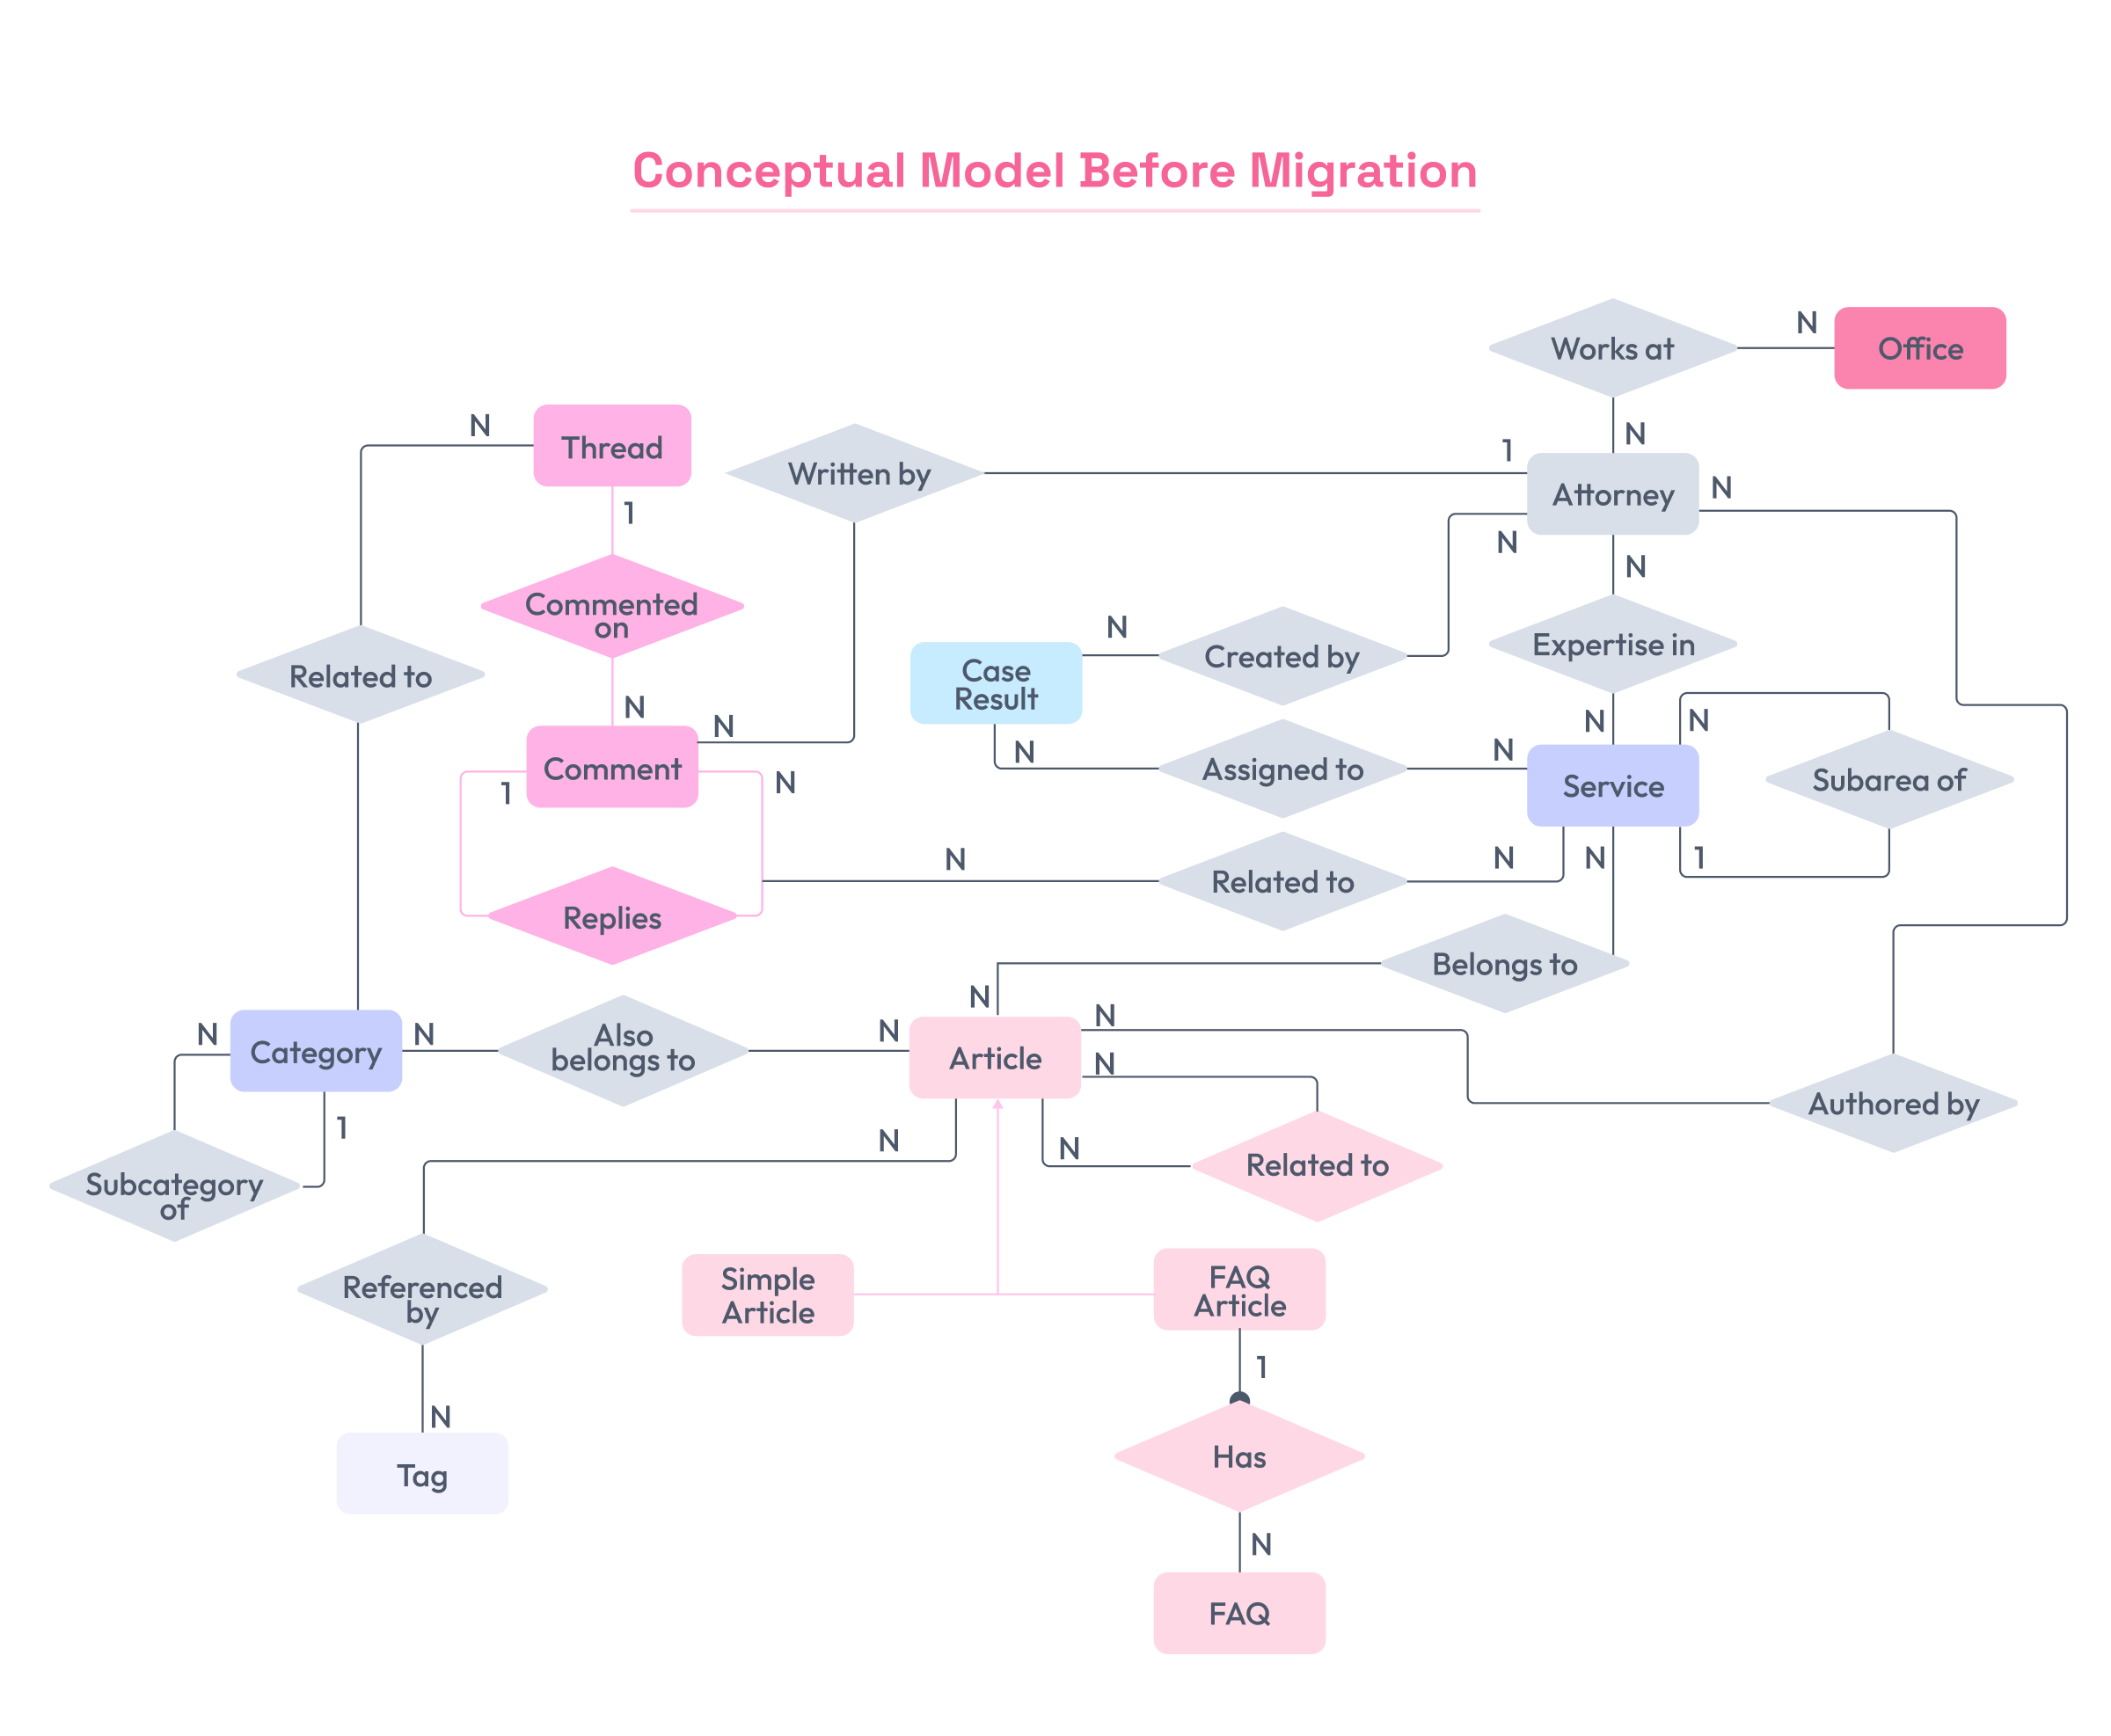 Conceptual Model Before Migration
Works at
N
Office
N
N
Thread
1
Written by
1
Attorney
N
N
N
N
Commented
on
Related to
N
Case
Result
N
Created by
Expertise in
N
N
Comment
N
1
N
Assigned to
N
Service
N
Subarea of
1
N
Replies
N
Related to
N
Belongs to
N
N
Category
N
Also
belongs to
N
Article
N
N
N
Authored by
1
Subcategory
of
N
Related to
Referenced
by
N
Tag
Simple
Article
FAQ
Article
1
Has
N
FAQ